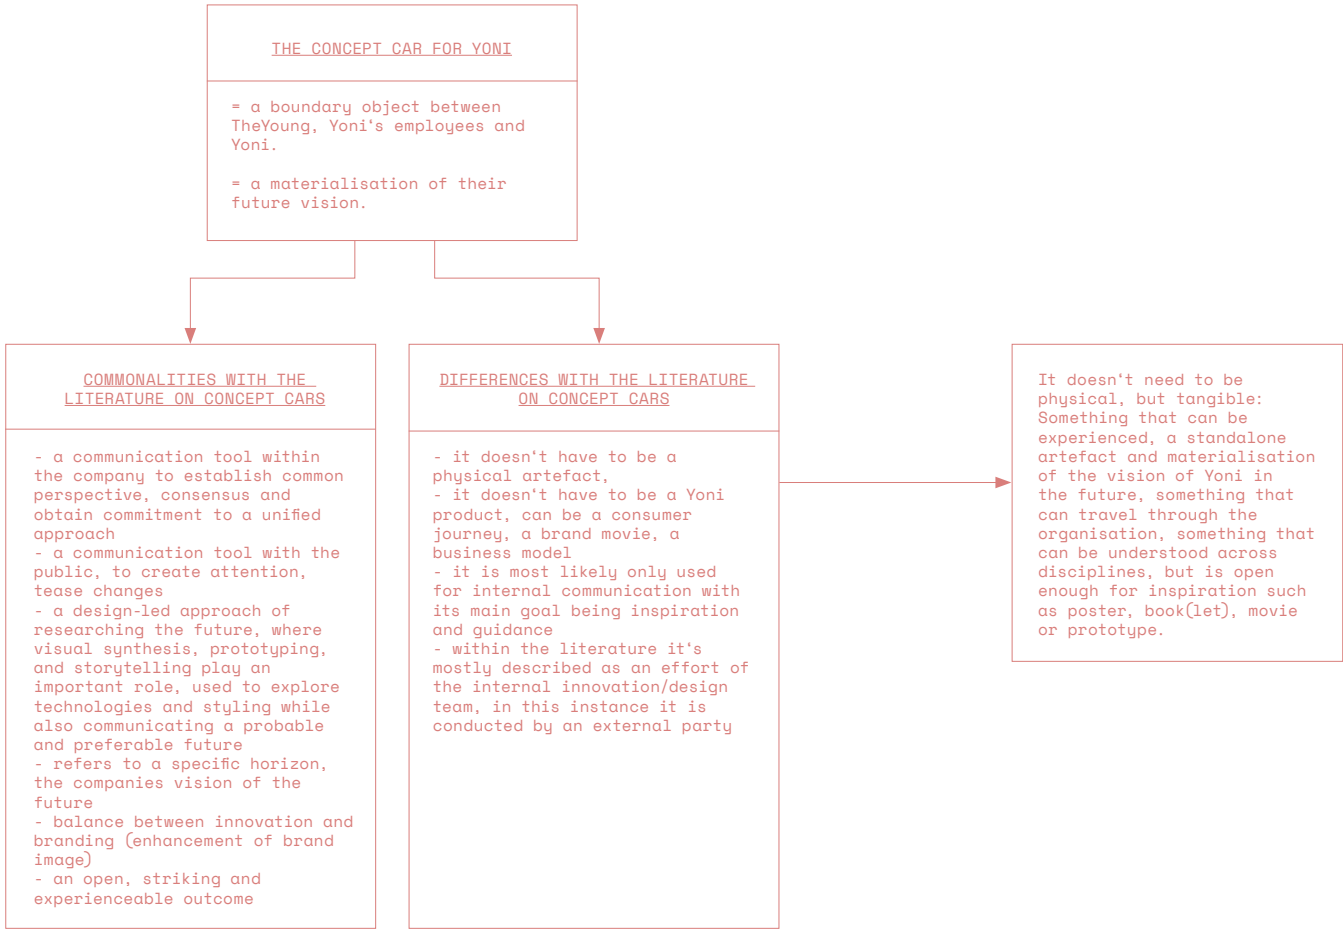 THE CONCEPT CAR FOR YONI
= a boundary object between
TheYoung, Yoni‘s employees and
Yoni.
= a materialisation of their
future vision.
COMMONALITIES WITH THE
LITERATURE ON CONCEPT CARS
- a communication tool within
the company to establish common
perspective, consensus and
obtain commitment to a unified
approach
- a communication tool with the
public, to create attention,
tease changes
- a design-led approach of
researching the future, where
visual synthesis, prototyping,
and storytelling play an
important role, used to explore
technologies and styling while
also communicating a probable
and preferable future
- refers to a specific horizon,
the companies vision of the
future
- balance between innovation and
branding (enhancement of brand
image)
- an open, striking and
experienceable outcome
DIFFERENCES WITH THE LITERATURE
ON CONCEPT CARS
- it doesn‘t have to be a
physical artefact,
- it doesn‘t have to be a Yoni
product, can be a consumer
journey, a brand movie, a
business model
- it is most likely only used
for internal communication with
its main goal being inspiration
and guidance
- within the literature it‘s
mostly described as an effort of
the internal innovation/design
team, in this instance it is
conducted by an external party
It doesn‘t need to be
physical, but tangible:
Something that can be
experienced, a standalone
artefact and materialisation
of the vision of Yoni in
the future, something that
can travel through the
organisation, something that
can be understood across
disciplines, but is open
enough for inspiration such
as poster, book(let), movie
or prototype.